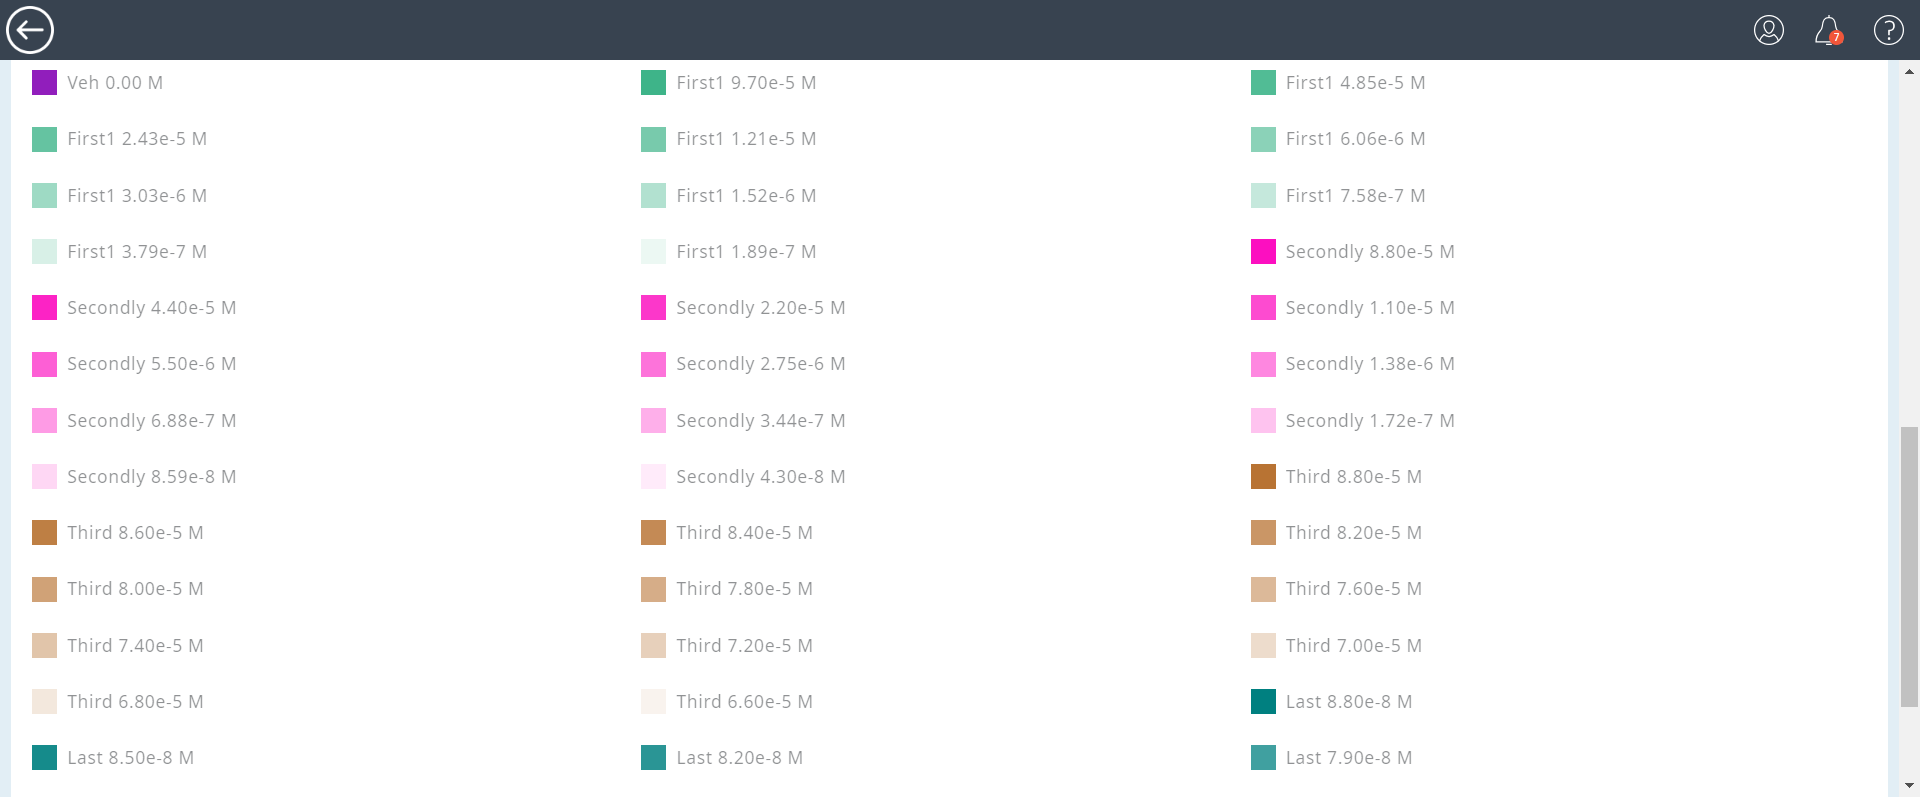 7
Veh 0.00 M
First1 9.70e-5 M
First1 4.85e-5 M
First1 2.43e-5 M
First1 1.21e-5 M
First1 6.06e-6 M
First1 3.03e-6 M
First1 1.52e-6 M
First1 7.58e-7 M
First1 3.79e-7 M
First1 1.89e-7 M
Secondly 8.80e-5 M
Secondly 4.40e-5 M
Secondly 2.20e-5 M
Secondly 1.10e-5 M
Secondly 5.50e-6 M
Secondly 2.75e-6 M
Secondly 1.38e-6 M
Secondly 6.88e-7 M
Secondly 3.44e-7 M
Secondly 1.72e-7 M
Secondly 8.59e-8 M
Secondly 4.30e-8 M
Third 8.80e-5 M
Third 8.60e-5 M
Third 8.40e-5 M
Third 8.20e-5 M
Third 8.00e-5 M
Third 7.80e-5 M
Third 7.60e-5 M
Third 7.40e-5 M
Third 7.20e-5 M
Third 7.00e-5 M
Third 6.80e-5 M
Third 6.60e-5 M
Last 8.80e-8 M
Last 8.50e-8 M
Last 8.20e-8 M
Last 7.90e-8 M